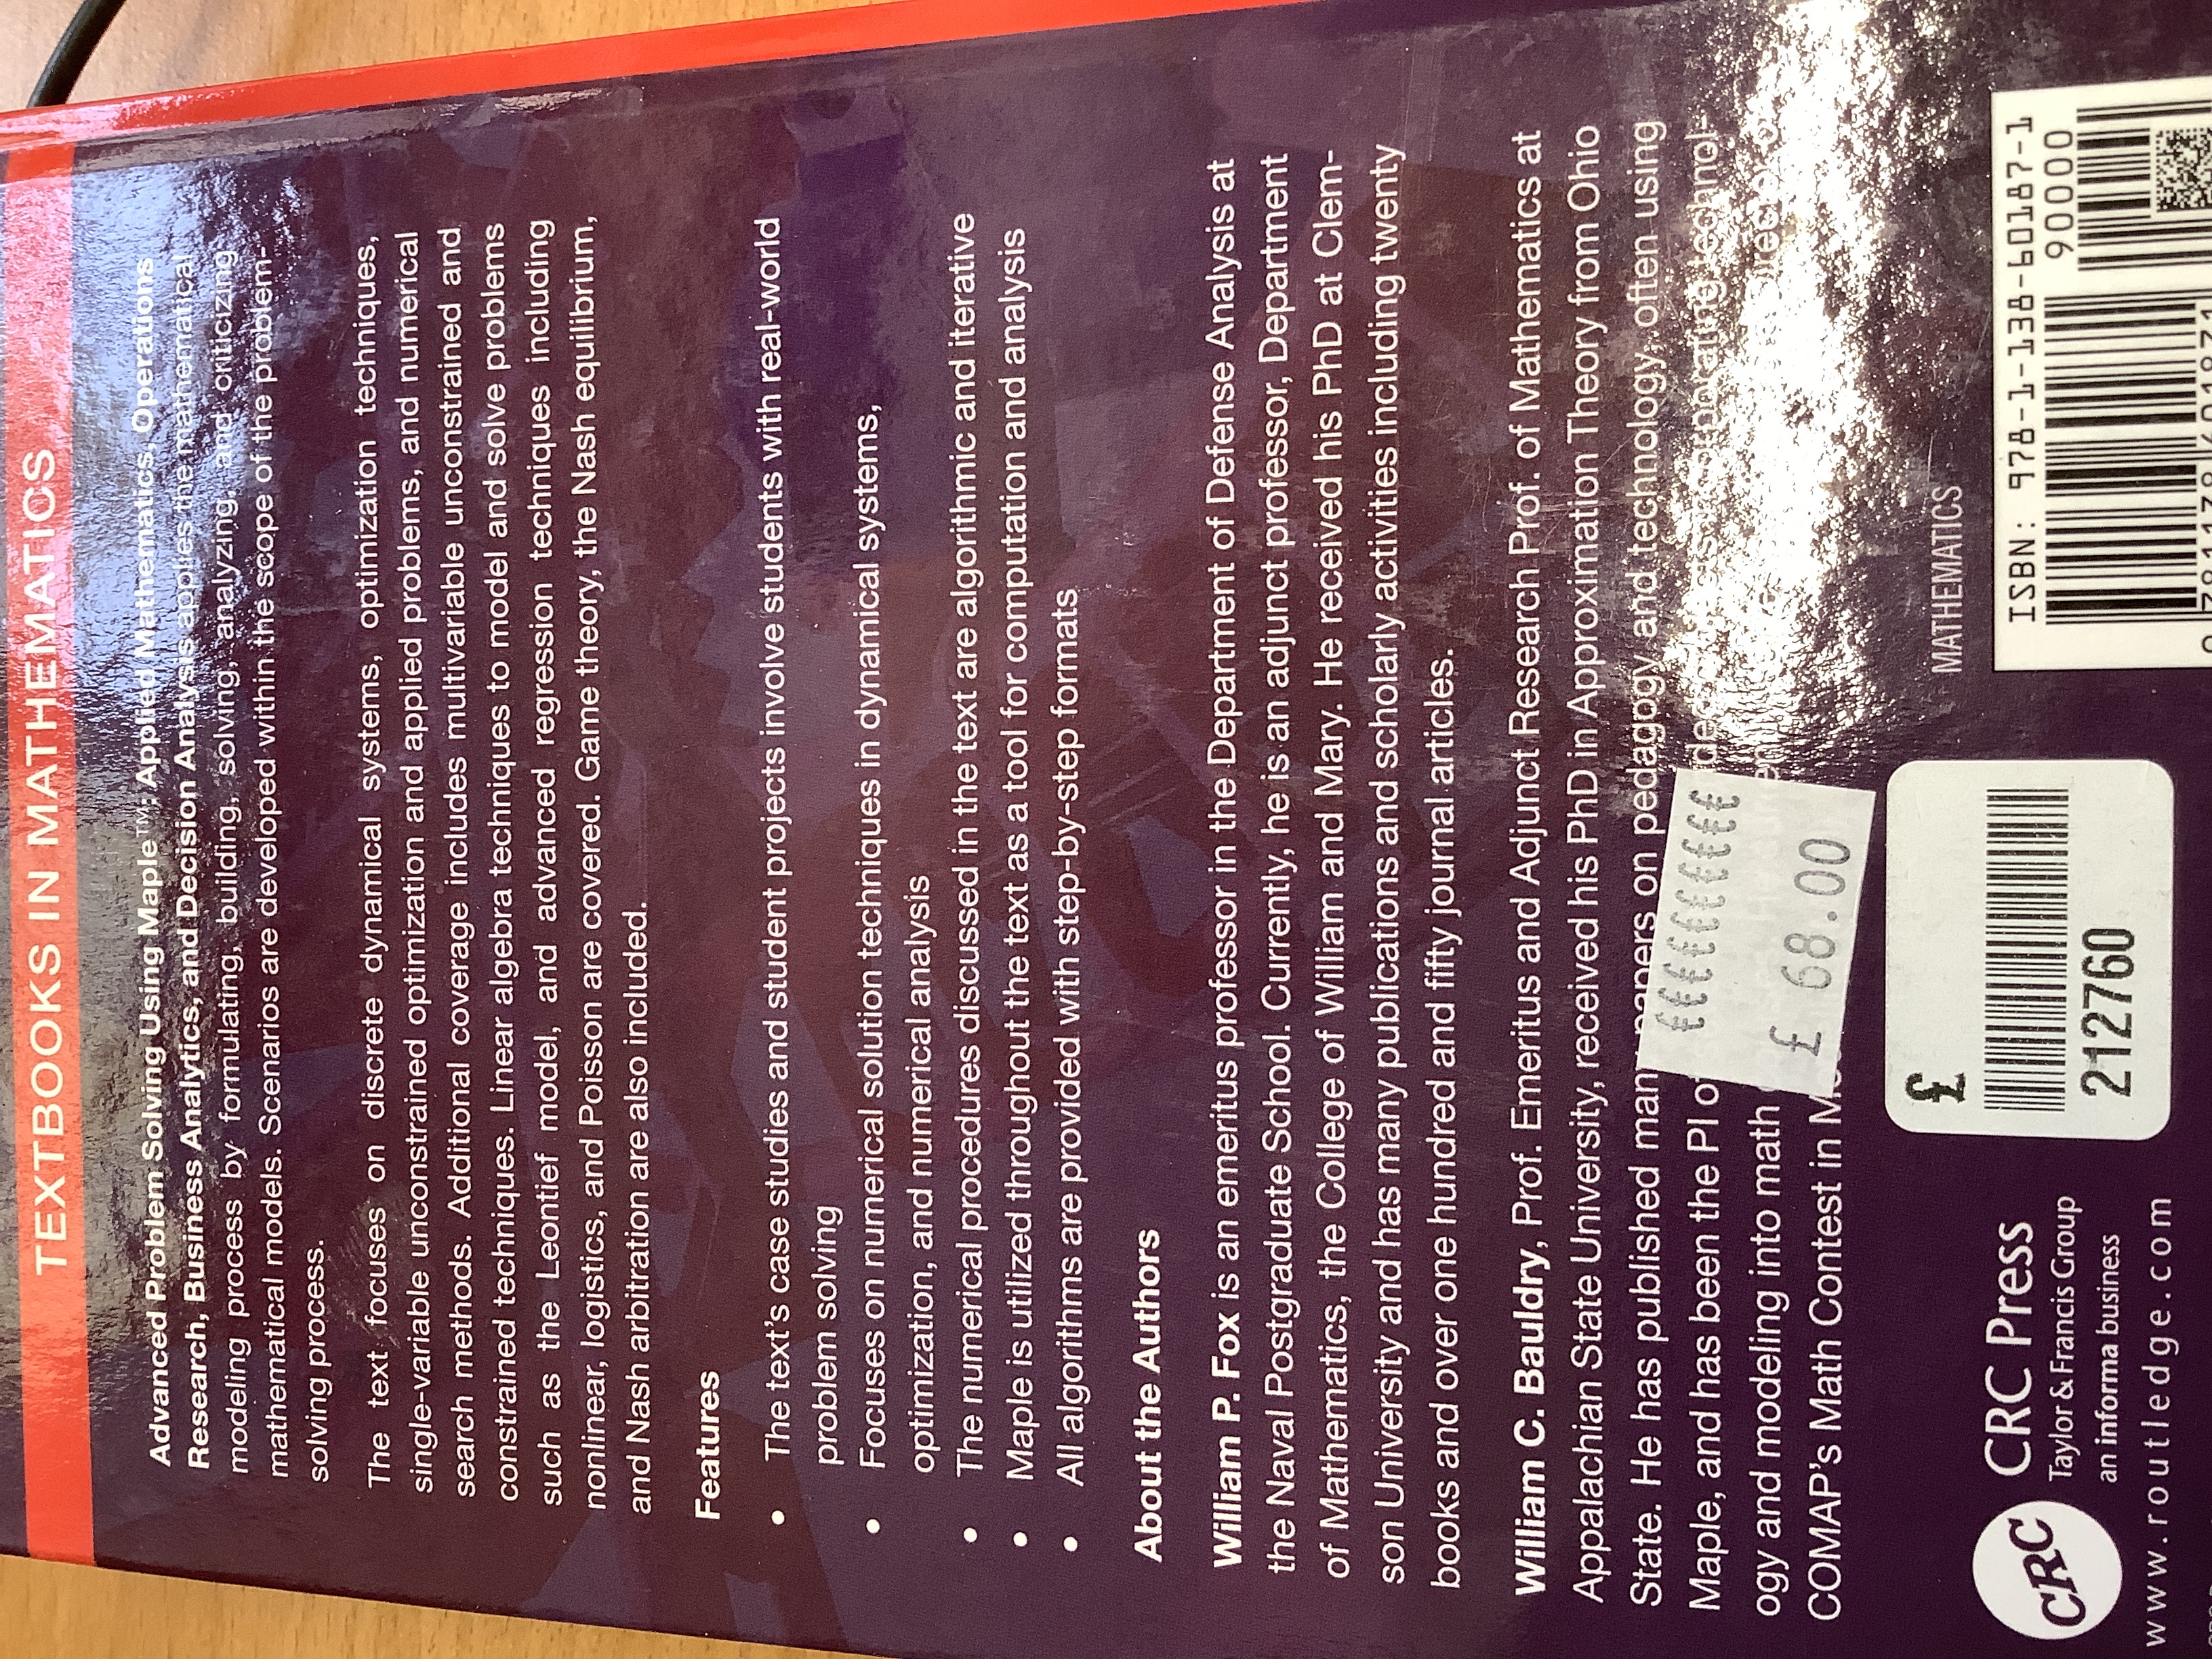 TEXTBOOKS IN MATHEMATICS
Advanced Problem Solving Using Maple™: Applied Mathematics, Operations
Research, Business Analytics, and Decision Analysis applies the mathematical
modeling process by formulating, building, solving, analyzing, and criticizing
mathematical models. Scenarios are developed within the scope of the problem-
solving process.
The text focuses on discrete dynamical systems, optimization techniques,
single-variable unconstrained optimization and applied problems, and numerical
search methods. Additional coverage includes multivariable unconstrained and
constrained techniques. Linear algebra techniques to model and solve problems
such as the Leontief model, and advanced regression techniques including
nonlinear, logistics, and Poisson are covered. Game theory, the Nash equilibrium,
and Nash arbitration are also included.
Features
• The text's case studies and student projects involve students with real-world
problem solving
• Focuses on numerical solution techniques in dynamical systems,
optimization, and numerical analysis
• The numerical procedures discussed in the text are algorithmic and iterative
• Maple is utilized throughout the text as a tool for computation and analysis
• All algorithms are provided with step-by-step formats
About the Authors
William P. Fox is an emeritus professor in the Department of Defense Analysis at
the Naval Postgraduate School. Currently, he is an adjunct professor, Department
of Mathematics, the College of William and Mary. He received his PhD at Clem-
son University and has many publications and scholarly activities including twenty
books and over one hundred and fifty journal articles.
William C. Bauldry, Prof. Emeritus and Adjunct Research Prof. of Mathematics at
Appalachian State University, received his PhD in Approximation Theory from Ohio
State. He has published many papers on pedagogy and technology, often using
Maple, and has been the PI incorporating technol-
ogy and modeling into math
COMAP's Math Contest in
££££££££££
£ 68.00
MATHEMATICS
£
212760
ISBN: 978-1-138-60187-1
90000
CRC
CRC Press
Taylor & Francis Group
an informa business
www.routledge.com